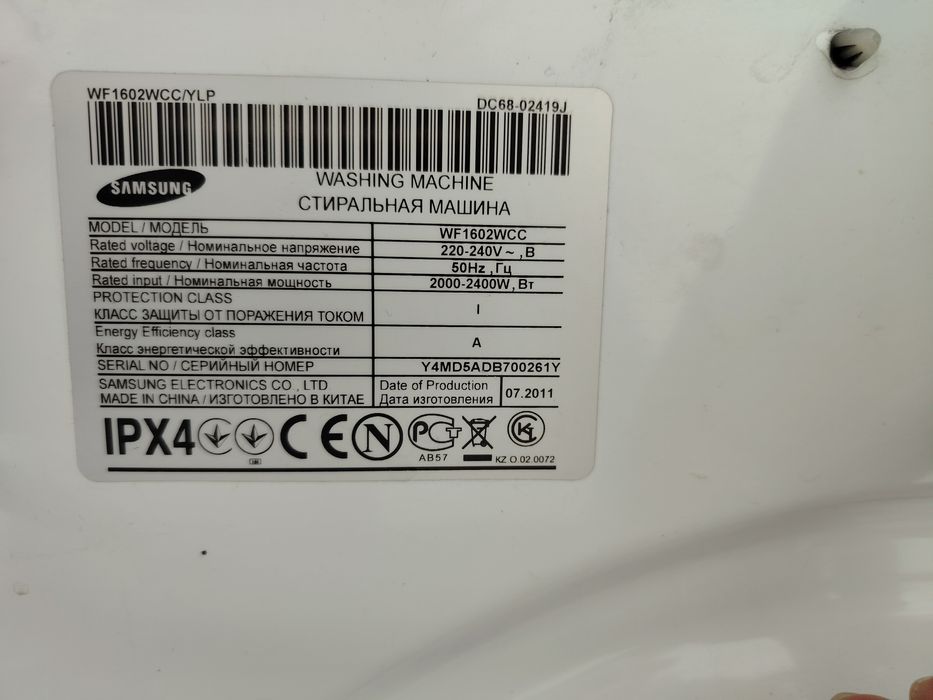 WF1602WCC/YLP
DC68-02419J
SAMSUNG
WASHING MACHINE
СТИРАЛЬНАЯ МАШИНА
MODEL / МОДЕЛЬ WF1602WCC
Rated voltage / Номинальное напряжение 220-240V ~ , В
Rated frequency / Номинальная частота 50Hz , Гц
Rated input / Номинальная мощность 2000-2400W, Вт
PROTECTION CLASS
КЛАСС ЗАЩИТЫ ОТ ПОРАЖЕНИЯ ТОКОМ I
Energy Efficiency class
Класс энергетической эффективности A
SERIAL NO / СЕРИЙНЫЙ НОМЕР Y4MD5ADB700261Y
SAMSUNG ELECTRONICS CO , LTD
MADE IN CHINA / ИЗГОТОВЛЕНО В КИТАЕ
Date of Production
Дата изготовления
07.2011
IPX4 CE N РСТ
АВ57
KZ O.02.0072